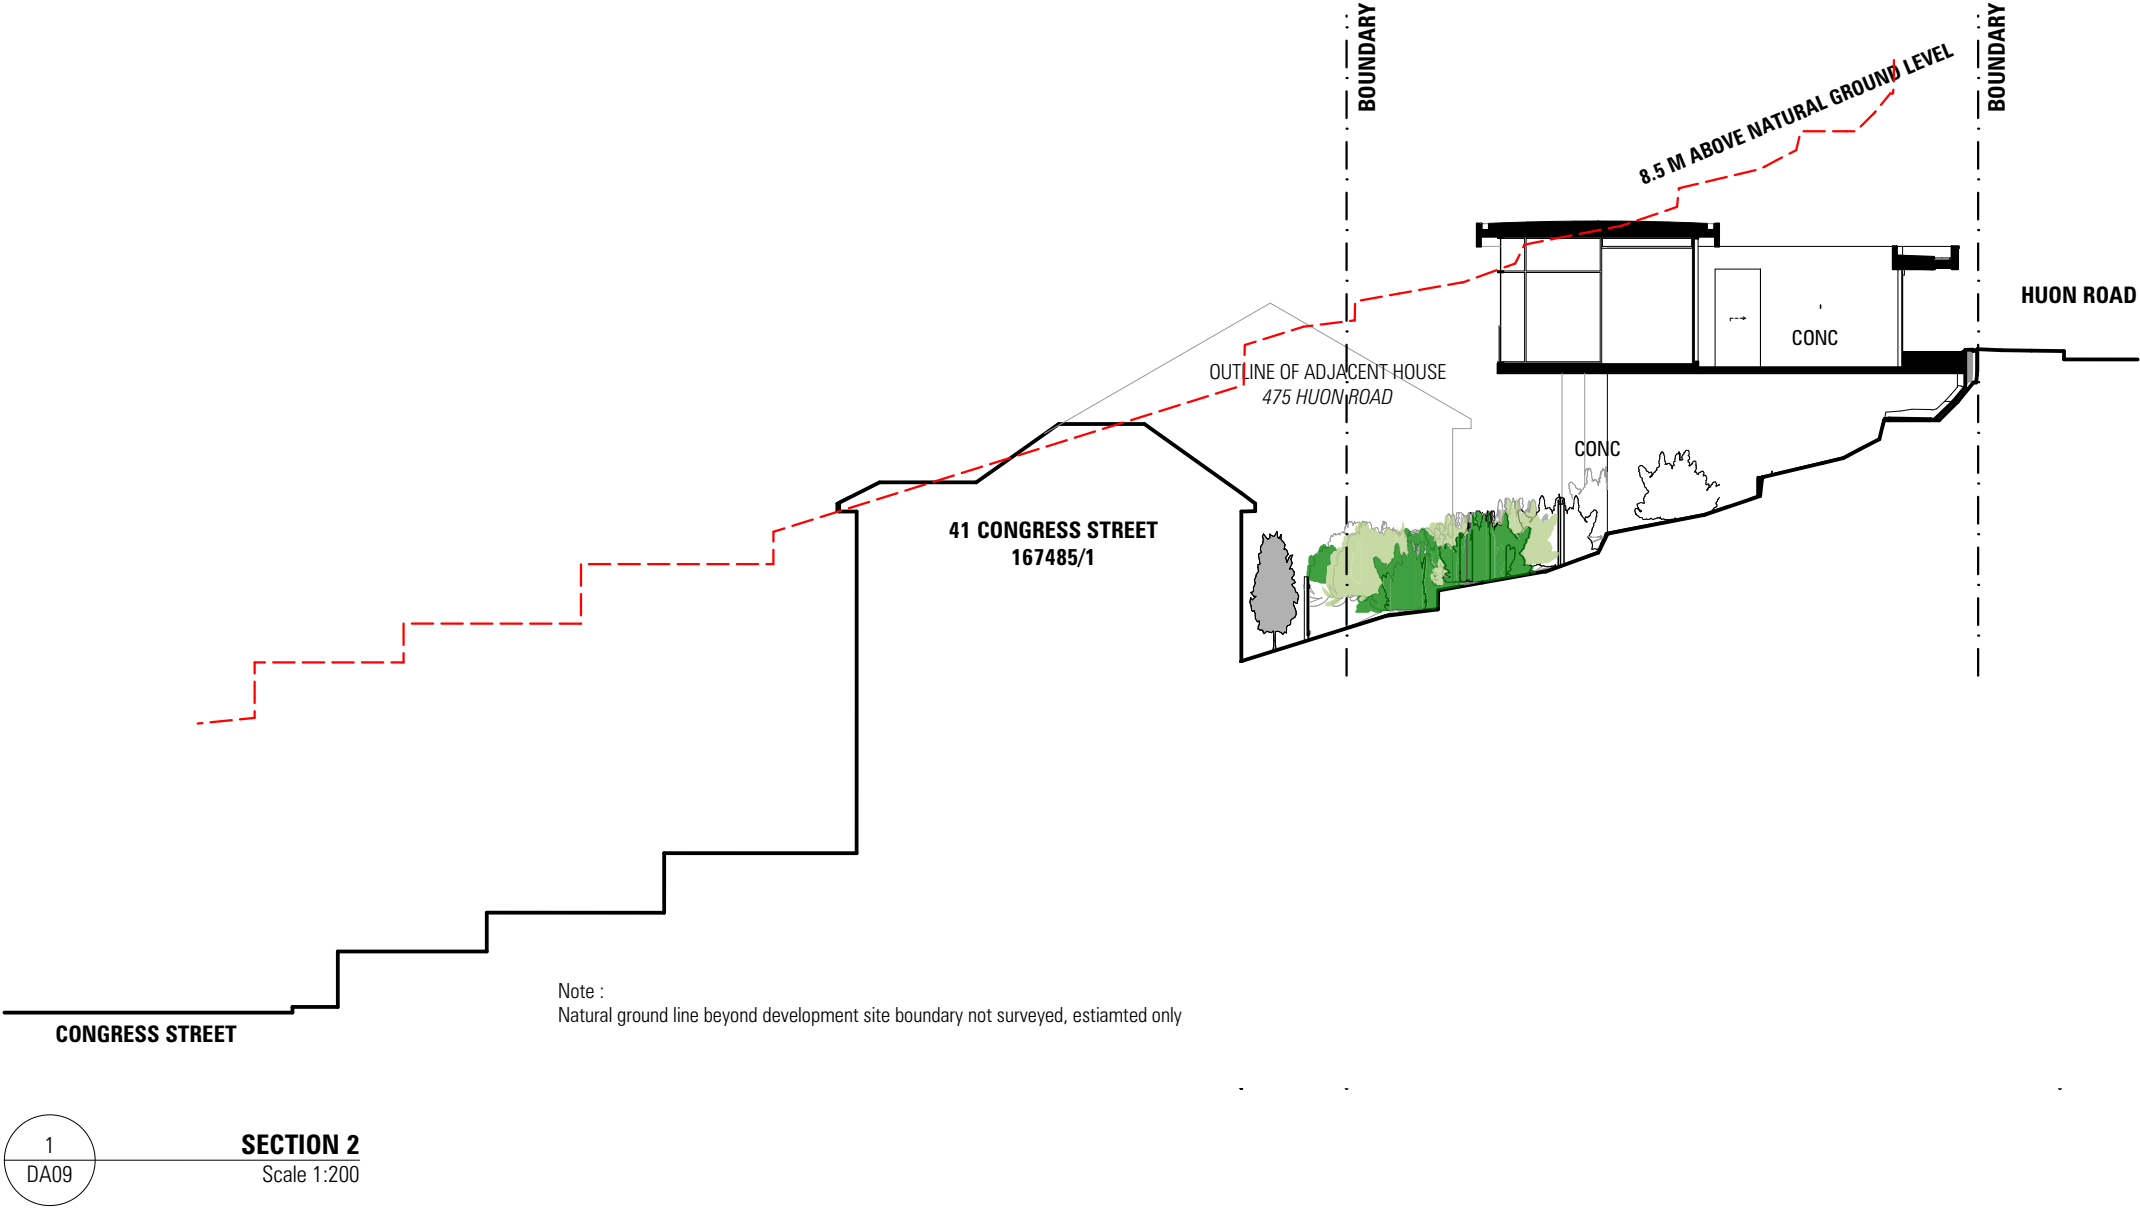 BOUNDARY
BOUNDARY
8.5 M ABOVE NATURAL GROUND LEVEL
HUON ROAD
CONC
OUTLINE OF ADJACENT HOUSE
475 HUON ROAD
CONC
41 CONGRESS STREET
167485/1
Note :
Natural ground line beyond development site boundary not surveyed, estiamted only
CONGRESS STREET
1
DA09
SECTION 2
Scale 1:200